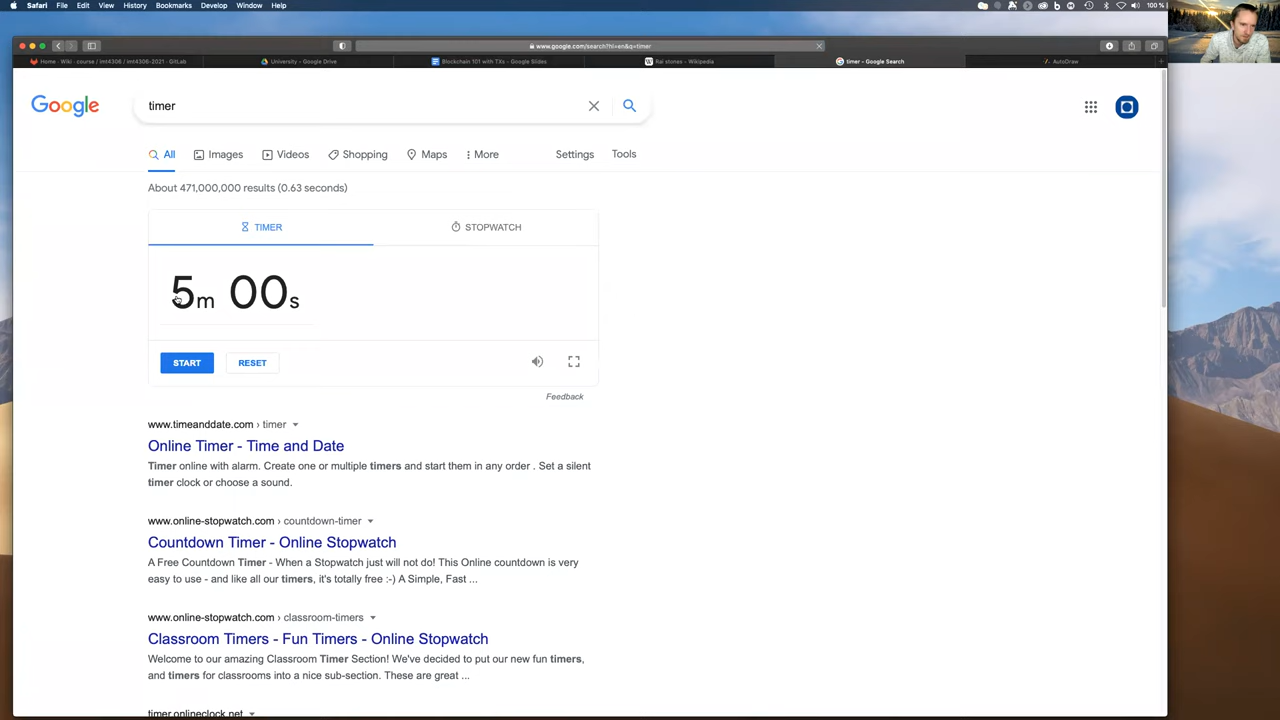 Safari File Edit View History Bookmarks Develop Window Help 100 %
www.google.com/search?hl=en&q=timer
Home - Wiki - course / imt4306 / imt4306-2021 - GitLab
University - Google Drive
Blockchain 101 with TXs - Google Slides
Rai stones - Wikipedia
timer - Google Search
AutoDraw
Google
timer
All Images Videos Shopping Maps More Settings Tools
About 471,000,000 results (0.63 seconds)
TIMER STOPWATCH
5m 00s
START RESET
Feedback
www.timeanddate.com › timer
Online Timer - Time and Date
Timer online with alarm. Create one or multiple timers and start them in any order . Set a silent
timer clock or choose a sound.
www.online-stopwatch.com › countdown-timer
Countdown Timer - Online Stopwatch
A Free Countdown Timer - When a Stopwatch just will not do! This Online countdown is very
easy to use - and like all our timers, it's totally free :-) A Simple, Fast ...
www.online-stopwatch.com › classroom-timers
Classroom Timers - Fun Timers - Online Stopwatch
Welcome to our amazing Classroom Timer Section! We've decided to put our new fun timers,
and timers for classrooms into a nice sub-section. These are great ...
timer.onlineclock.net